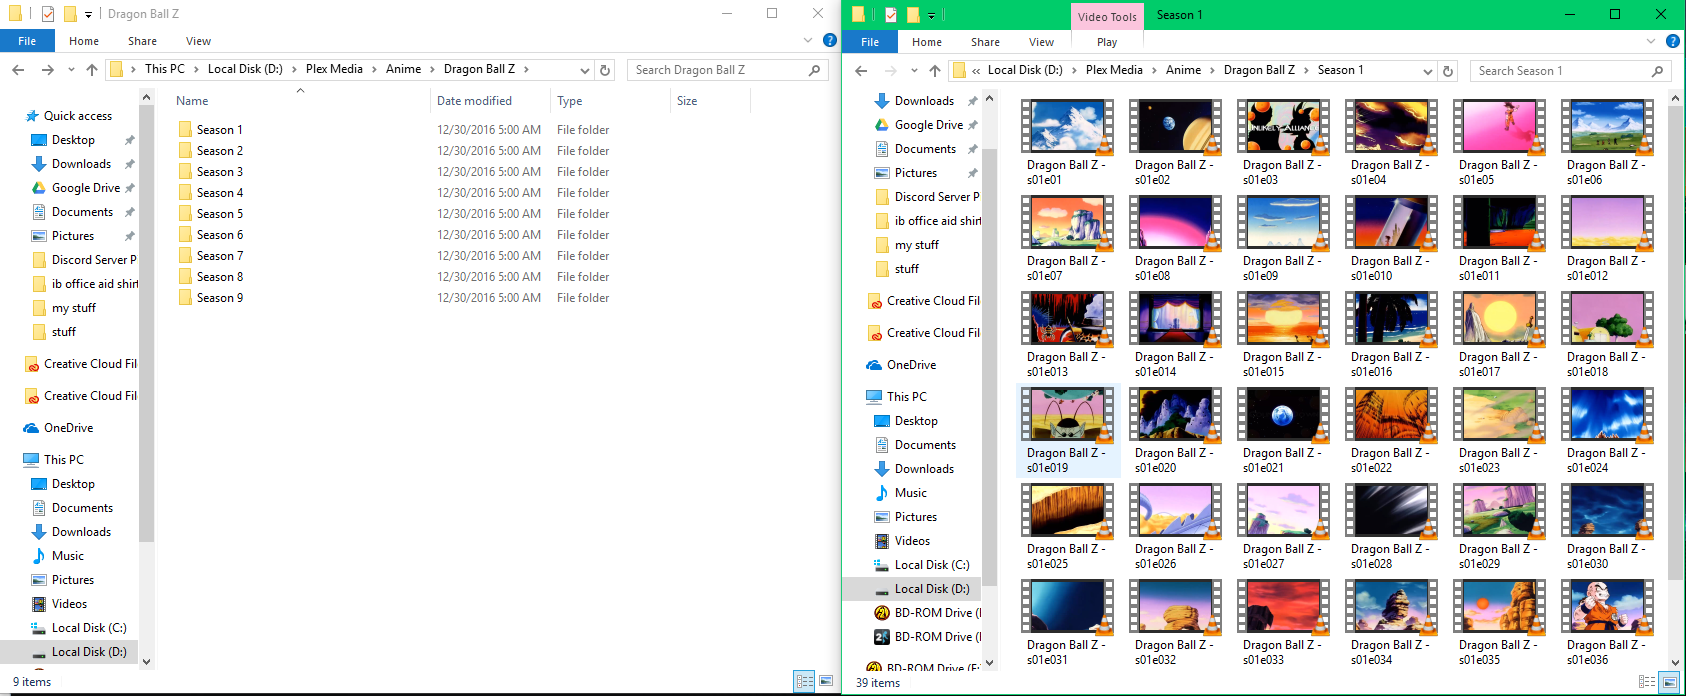 Dragon Ball Z
File
Home
Share
View
This PC
Local Disk (D:)
Plex Media
Anime
Dragon Ball Z
Search Dragon Ball Z
Quick access
Desktop
Downloads
Google Drive
Documents
Pictures
Discord Server P
ib office aid shirt
my stuff
stuff
Creative Cloud Fil
Creative Cloud Fil
OneDrive
This PC
Desktop
Documents
Downloads
Music
Pictures
Videos
Local Disk (C:)
Local Disk (D:)
Name Date modified Type Size
Season 1 12/30/2016 5:00 AM File folder
Season 2 12/30/2016 5:00 AM File folder
Season 3 12/30/2016 5:00 AM File folder
Season 4 12/30/2016 5:00 AM File folder
Season 5 12/30/2016 5:00 AM File folder
Season 6 12/30/2016 5:00 AM File folder
Season 7 12/30/2016 5:00 AM File folder
Season 8 12/30/2016 5:00 AM File folder
Season 9 12/30/2016 5:00 AM File folder
9 items
Video Tools
Season 1
File
Home
Share
View
Play
« Local Disk (D:)
Plex Media
Anime
Dragon Ball Z
Season 1
Search Season 1
Downloads
Google Drive
Documents
Pictures
Discord Server P
ib office aid shirt
my stuff
stuff
Creative Cloud Fil
Creative Cloud Fil
OneDrive
This PC
Desktop
Documents
Downloads
Music
Pictures
Videos
Local Disk (C:)
Local Disk (D:)
BD-ROM Drive (
BD-ROM Drive (
BD-ROM Drive (F:
UNLIKELY ALLIANC
Dragon Ball Z -
s01e01
Dragon Ball Z -
s01e02
Dragon Ball Z -
s01e03
Dragon Ball Z -
s01e04
Dragon Ball Z -
s01e05
Dragon Ball Z -
s01e06
Dragon Ball Z -
s01e07
Dragon Ball Z -
s01e08
Dragon Ball Z -
s01e09
Dragon Ball Z -
s01e010
Dragon Ball Z -
s01e011
Dragon Ball Z -
s01e012
Dragon Ball Z -
s01e013
Dragon Ball Z -
s01e014
Dragon Ball Z -
s01e015
Dragon Ball Z -
s01e016
Dragon Ball Z -
s01e017
Dragon Ball Z -
s01e018
Dragon Ball Z -
s01e019
Dragon Ball Z -
s01e020
Dragon Ball Z -
s01e021
Dragon Ball Z -
s01e022
Dragon Ball Z -
s01e023
Dragon Ball Z -
s01e024
Dragon Ball Z -
s01e025
Dragon Ball Z -
s01e026
Dragon Ball Z -
s01e027
Dragon Ball Z -
s01e028
Dragon Ball Z -
s01e029
Dragon Ball Z -
s01e030
Dragon Ball Z -
s01e031
Dragon Ball Z -
s01e032
Dragon Ball Z -
s01e033
Dragon Ball Z -
s01e034
Dragon Ball Z -
s01e035
Dragon Ball Z -
s01e036
39 items